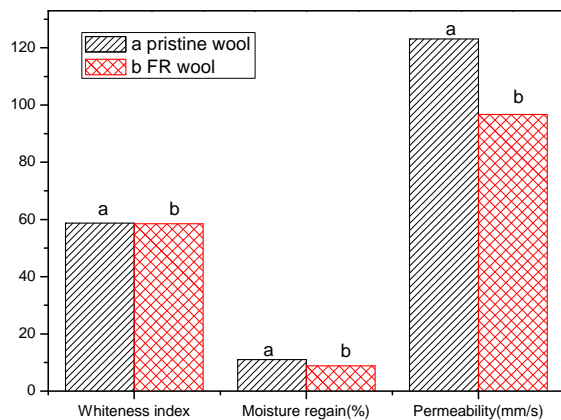 a pristine wool
b FR wool
120
100
80
60
40
20
0
a
b
a
b
a
b
Whiteness index
Moisture regain(%)
Permeability(mm/s)